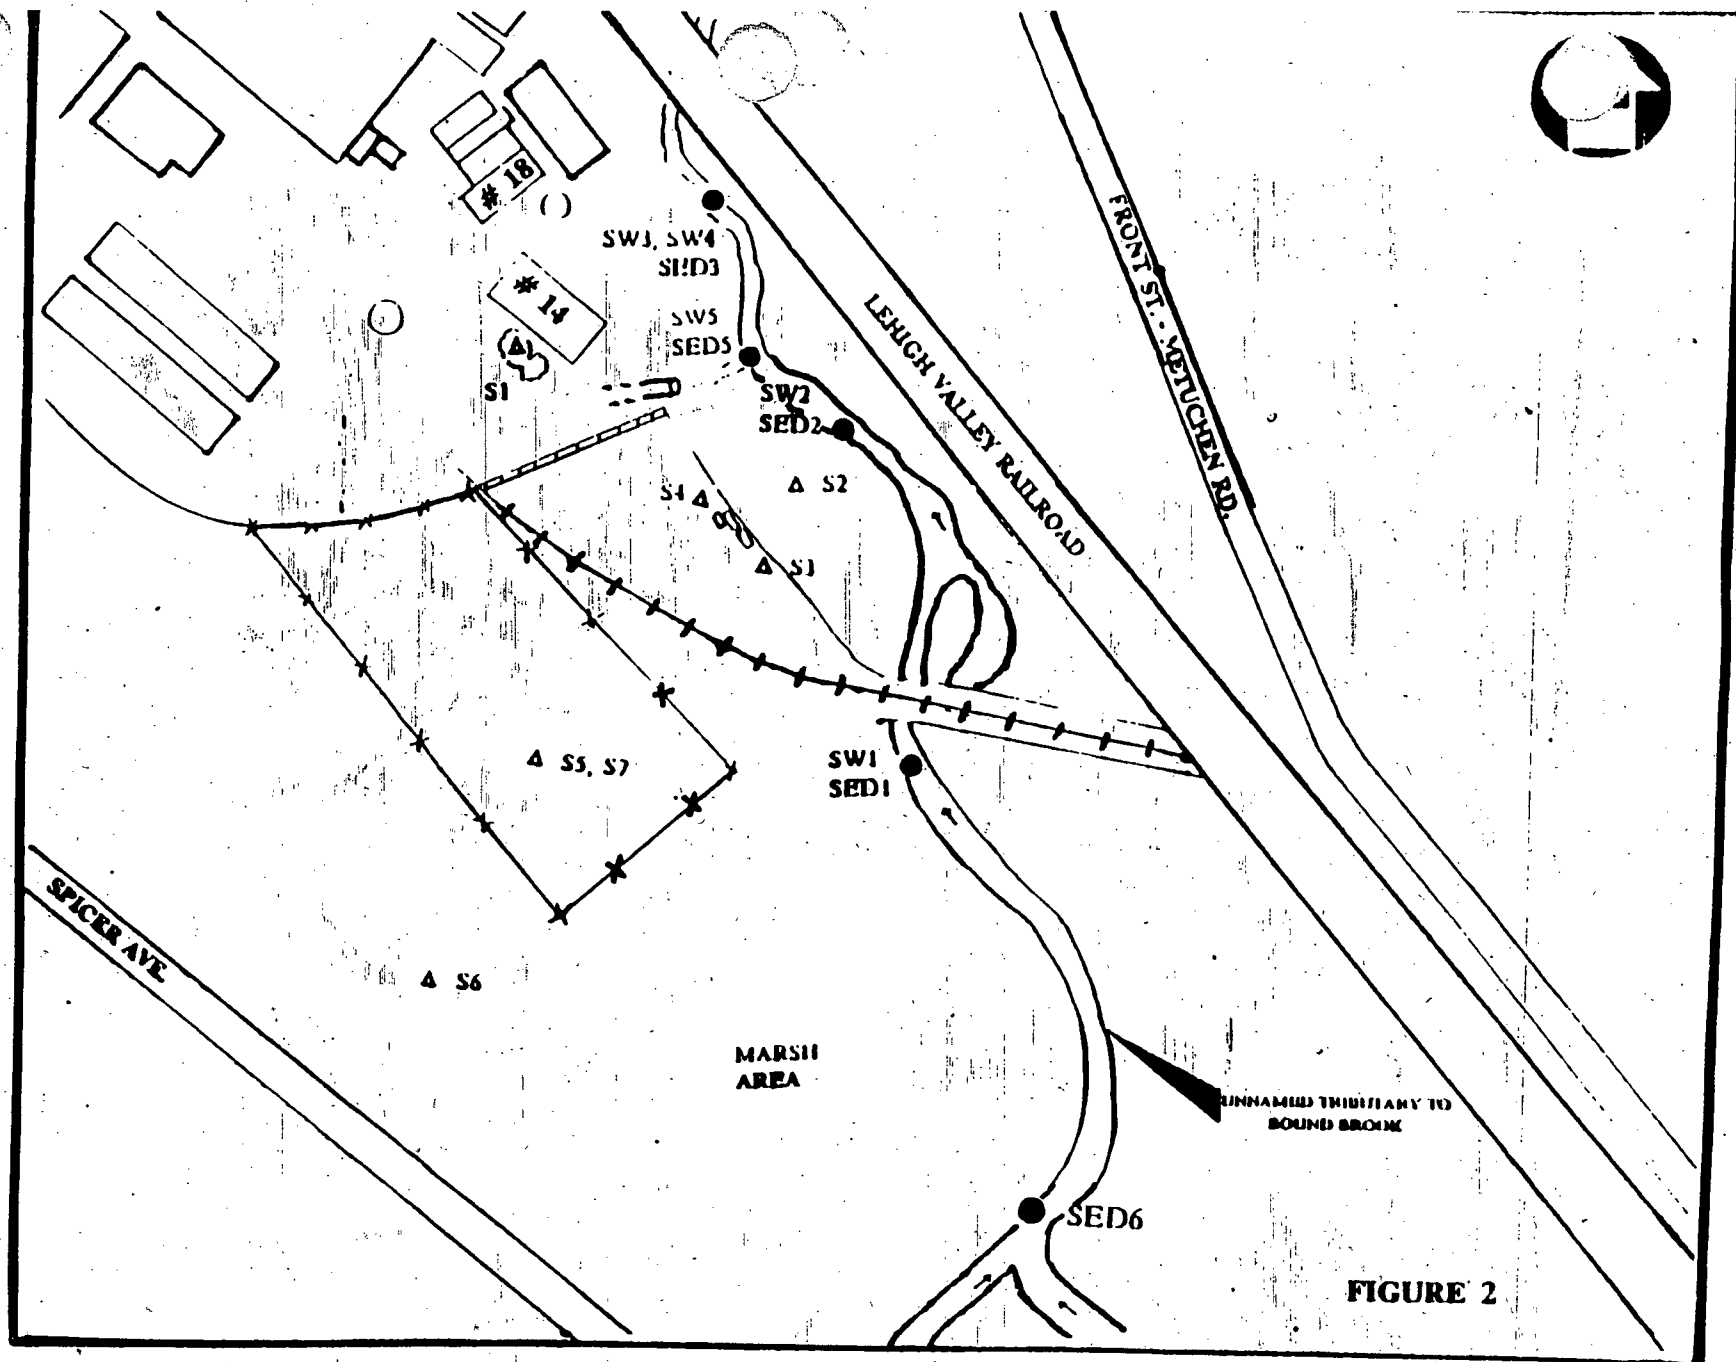 # 18
SW3, SW4
SED3
# 14
SW5
SED5
S1
SW2
SED2
LEHIGH VALLEY RAILROAD
FRONT ST. - METUCHEN RD.
S4
S2
S3
S5, S7
SW1
SED1
SPICER AVE.
S6
MARSH
AREA
UNNAMED TRIBUTARY TO
BOUND BROOK
SED6
FIGURE 2